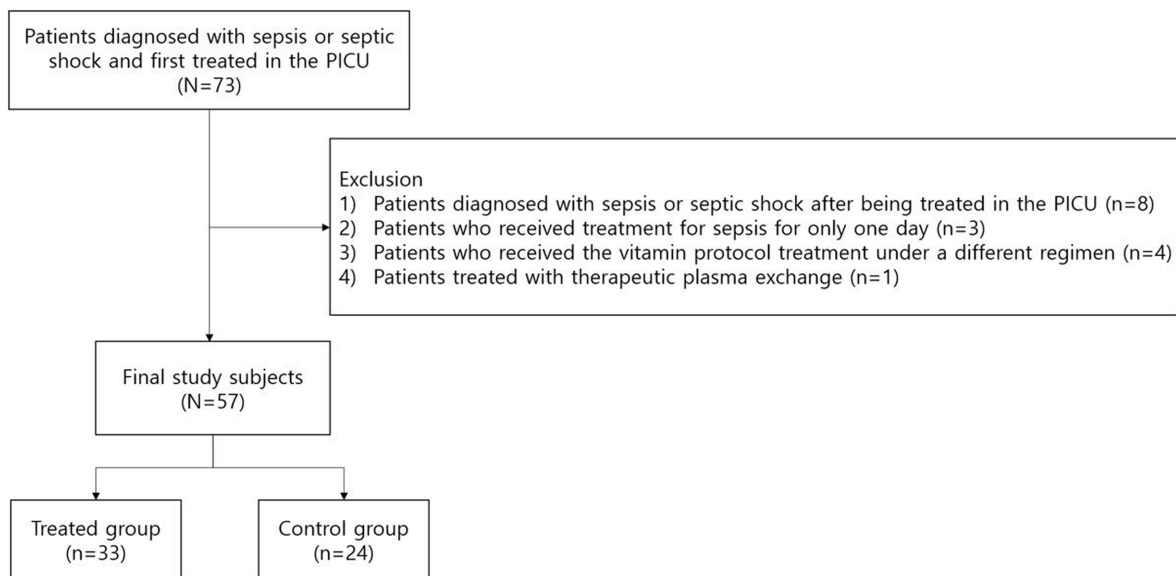 Patients diagnosed with sepsis or septic
shock and first treated in the PICU
(N=73)
Exclusion
1) Patients diagnosed with sepsis or septic shock after being treated in the PICU (n=8)
2) Patients who received treatment for sepsis for only one day (n=3)
3) Patients who received the vitamin protocol treatment under a different regimen (n=4)
4) Patients treated with therapeutic plasma exchange (n=1)
Final study subjects
(N=57)
Treated group
(n=33)
Control group
(n=24)